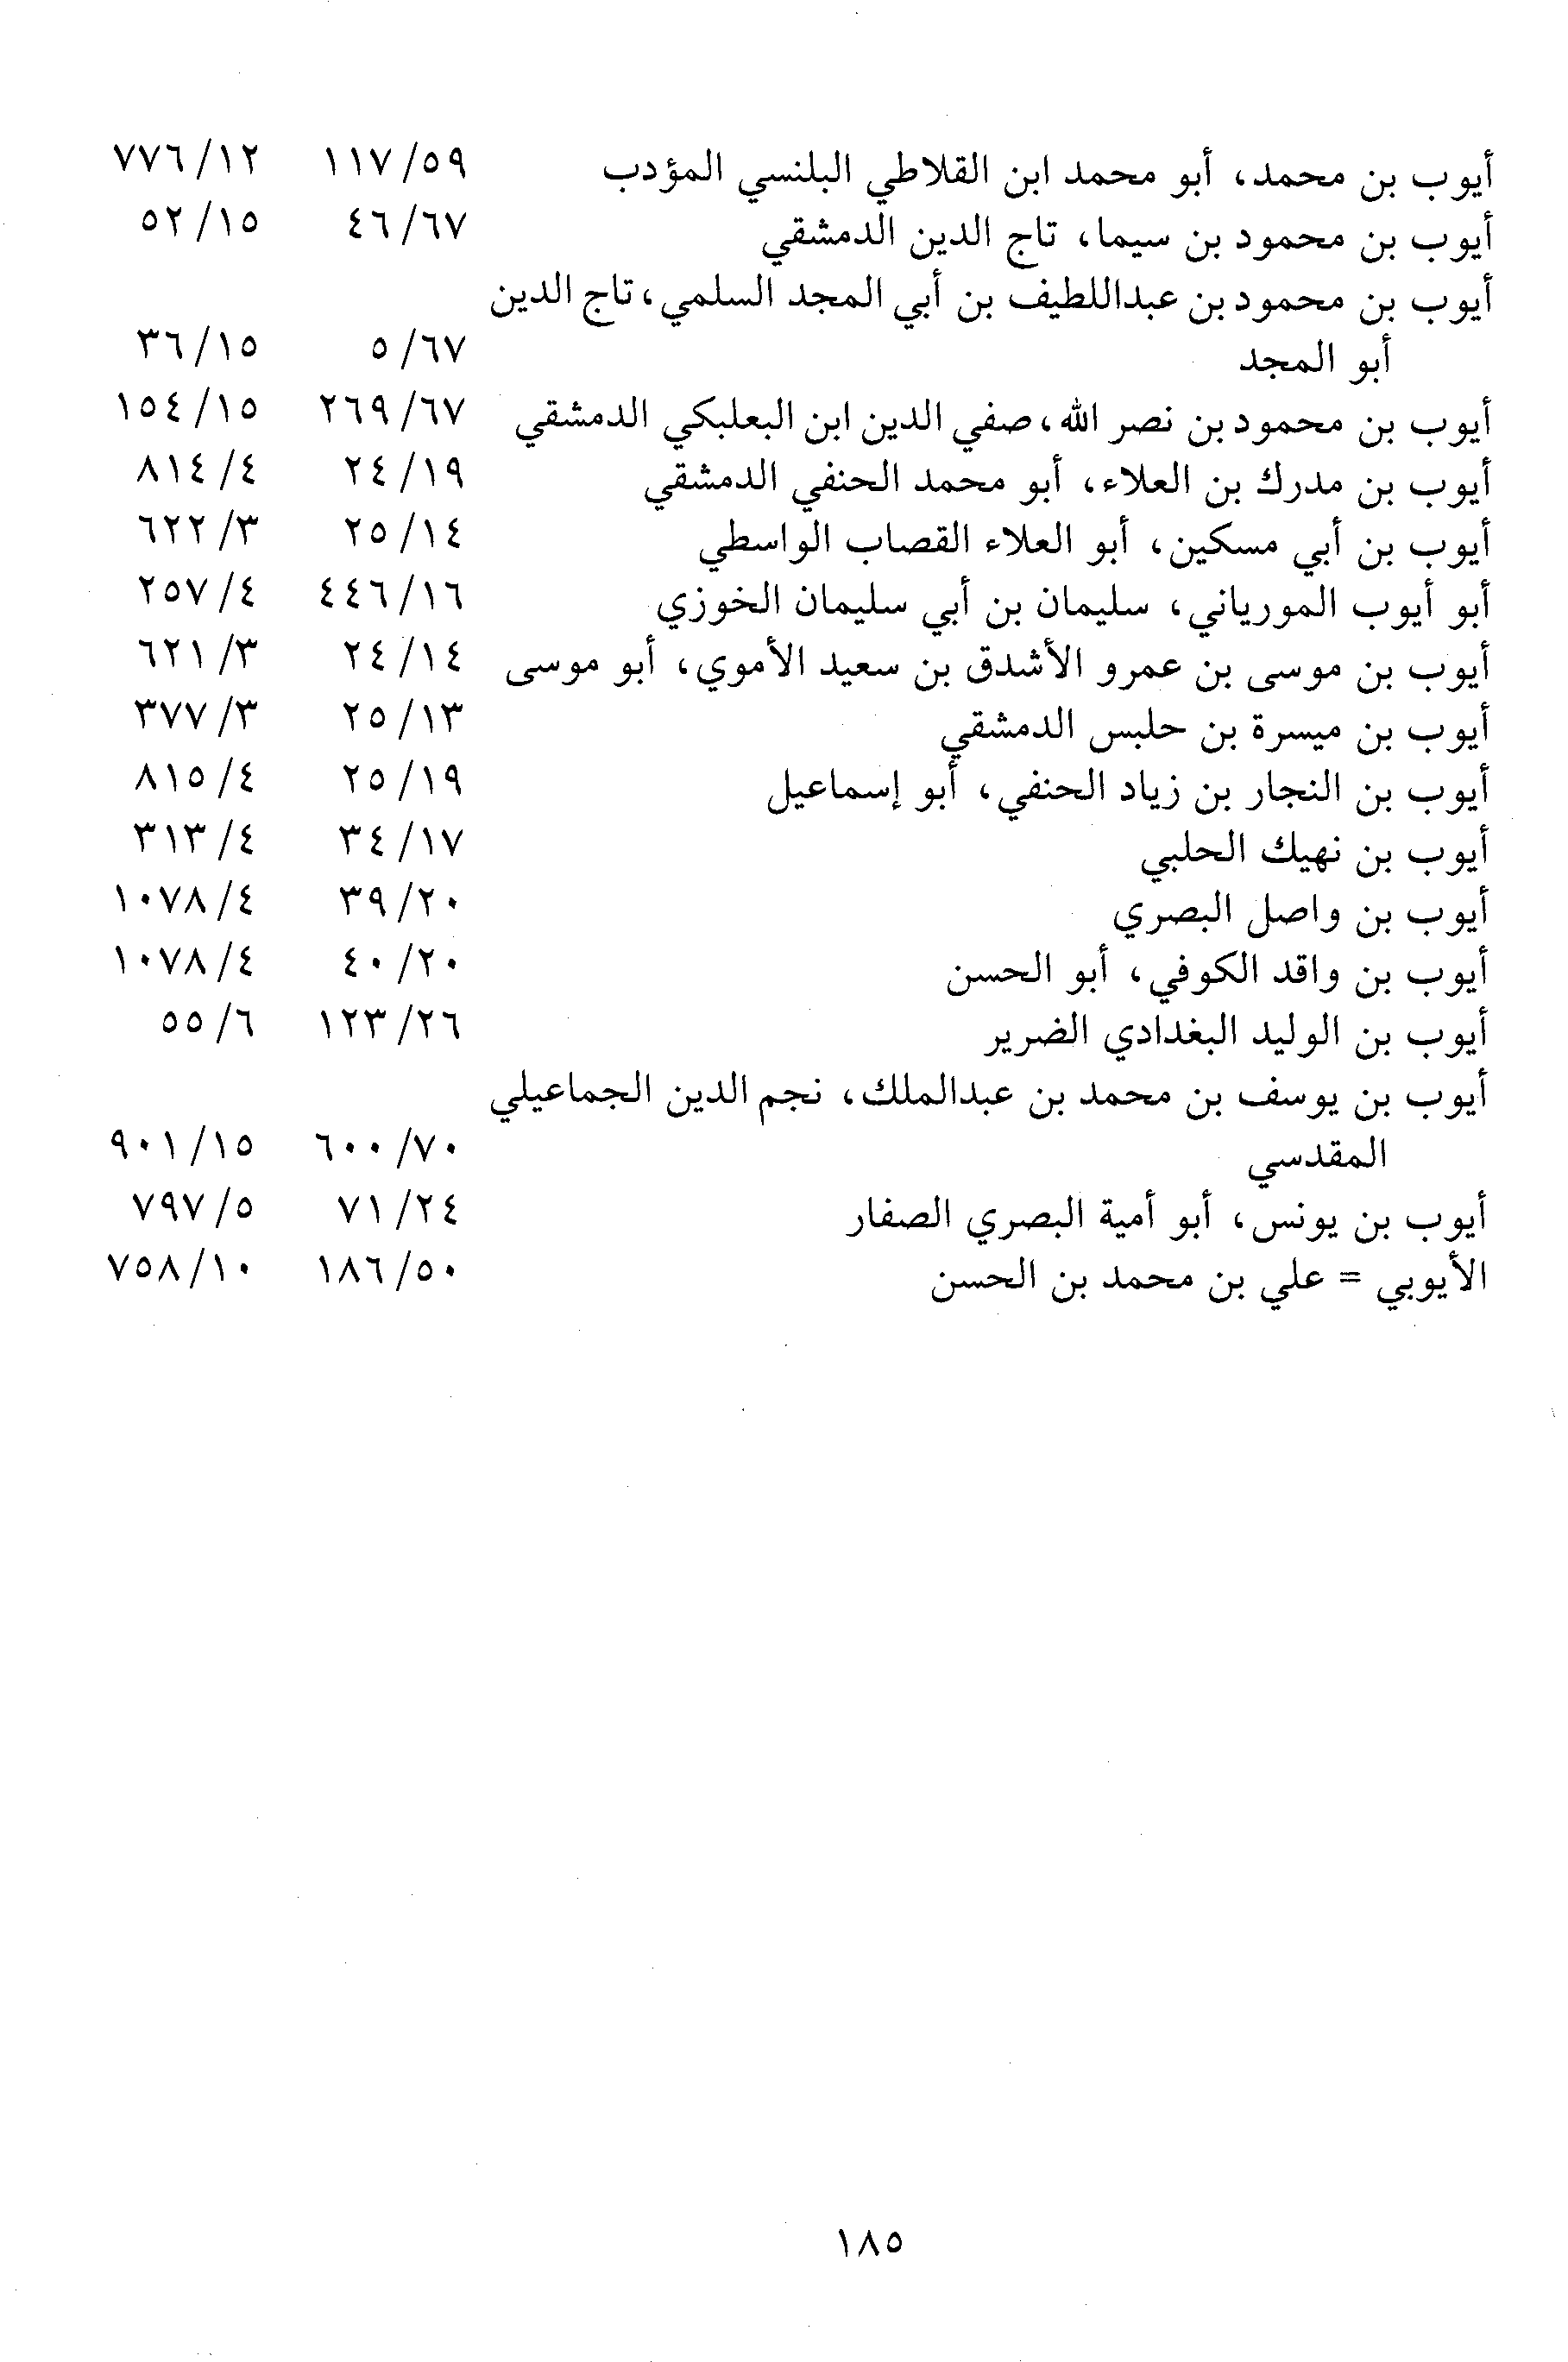 أيوب بن محمد، أبو محمد ابن القلاطي البلنسي المؤدب ٥٩/ ١١٧ ١٢/ ٧٧٦
أيوب بن محمود بن سيما، تاج الدين الدمشقي ٦٧/ ٤٦ ١٥/ ٥٢
أيوب بن محمود بن عبداللطيف بن أبي المجد السلمي، تاج الدين
أبو المجد ٦٧/ ٥ ١٥/ ٣٦
أيوب بن محمود بن نصر الله، صفي الدين ابن البعلبكي الدمشقي ٦٧/ ٢٦٩ ١٥/ ١٥٤
أيوب بن مدرك بن العلاء، أبو محمد الحنفي الدمشقي ١٩/ ٢٤ ٤/ ٨١٤
أيوب بن أبي مسكين، أبو العلاء القصاب الواسطي ١٤/ ٢٥ ٣/ ٦٢٢
أبو أيوب المورياني، سليمان بن أبي سليمان الخوزي ١٦/ ٤٤٦ ٤/ ٢٥٧
أيوب بن موسى بن عمرو الأشدق بن سعيد الأموي، أبو موسى ١٤/ ٢٤ ٣/ ٦٢١
أيوب بن ميسرة بن حلبس الدمشقي ١٣/ ٢٥ ٣/ ٣٧٧
أيوب بن النجار بن زياد الحنفي، أبو إسماعيل ١٩/ ٢٥ ٤/ ٨١٥
أيوب بن نهيك الحلبي ١٧/ ٣٤ ٤/ ٣١٣
أيوب بن واصل البصري ٢٠/ ٣٩ ٤/ ١٠٧٨
أيوب بن واقد الكوفي، أبو الحسن ٢٠/ ٤٠ ٤/ ١٠٧٨
أيوب بن الوليد البغدادي الضرير ٢٦/ ١٢٣ ٦/ ٥٥
أيوب بن يوسف بن محمد بن عبدالملك، نجم الدين الجماعيلي
المقدسي ٧٠/ ٦٠٠ ١٥/ ٩٠١
أيوب بن يونس، أبو أمية البصري الصفار ٢٤/ ٧١ ٥/ ٧٩٧
الأيوبي = علي بن محمد بن الحسن ٥٠/ ١٨٦ ١٠/ ٧٥٨
١٨٥